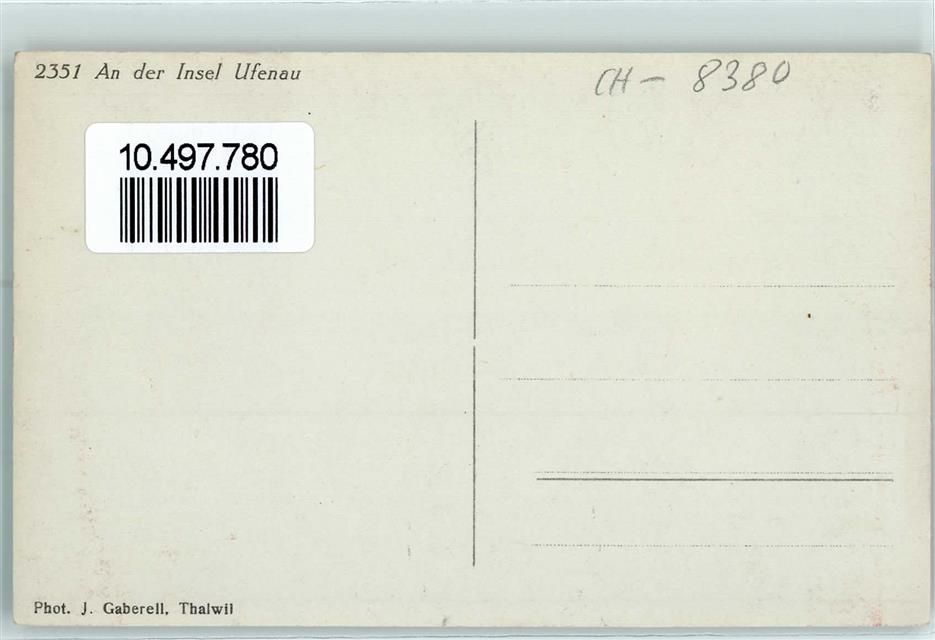 2351 An der Insel Ufenau
CH - 8380
10.497.780
Phot. J. Gaberell, Thalwil